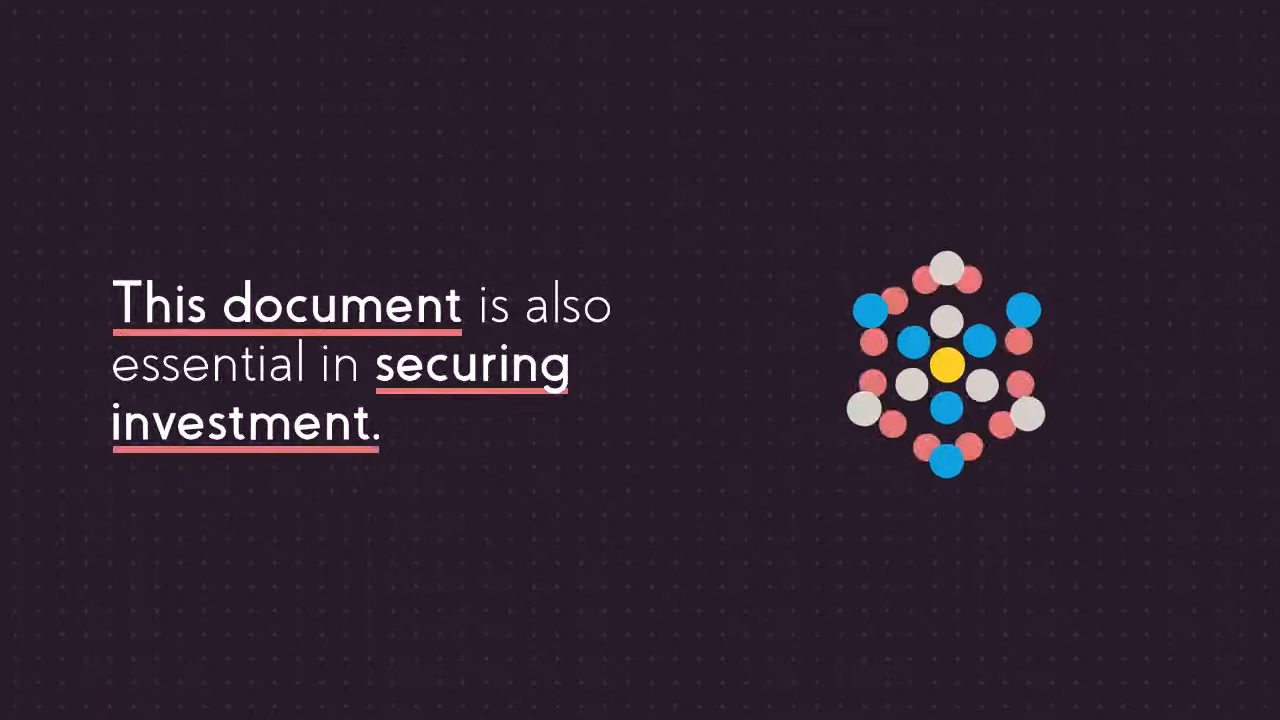 This document is also
essential in securing
investment.